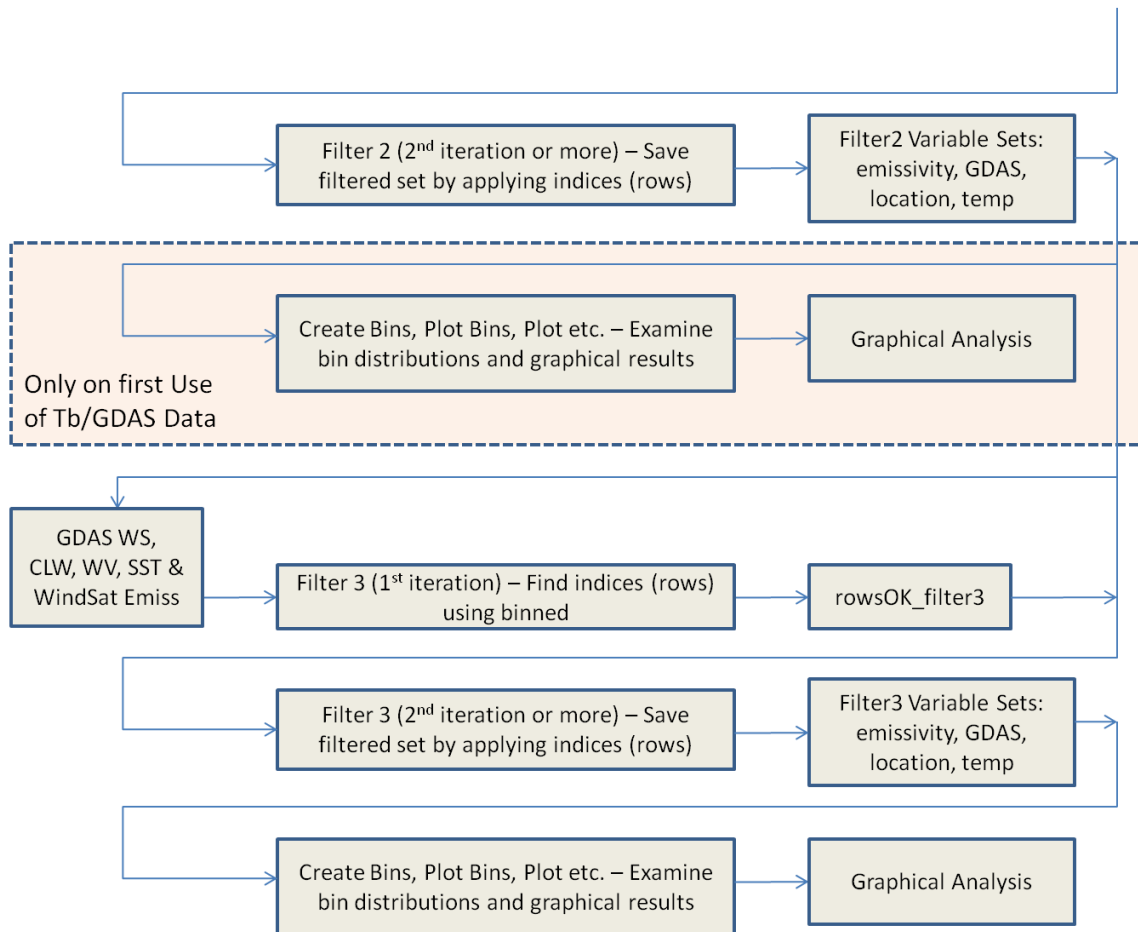 Filter 2 (2nd iteration or more) – Save
filtered set by applying indices (rows)
Filter2 Variable Sets:
emissivity, GDAS,
location, temp
Create Bins, Plot Bins, Plot etc. – Examine
bin distributions and graphical results
Graphical Analysis
Only on first Use
of Tb/GDAS Data
GDAS WS,
CLW, WV, SST &
WindSat Emiss
Filter 3 (1st iteration) – Find indices (rows)
using binned
rowsOK_filter3
Filter 3 (2nd iteration or more) – Save
filtered set by applying indices (rows)
Filter3 Variable Sets:
emissivity, GDAS,
location, temp
Create Bins, Plot Bins, Plot etc. – Examine
bin distributions and graphical results
Graphical Analysis